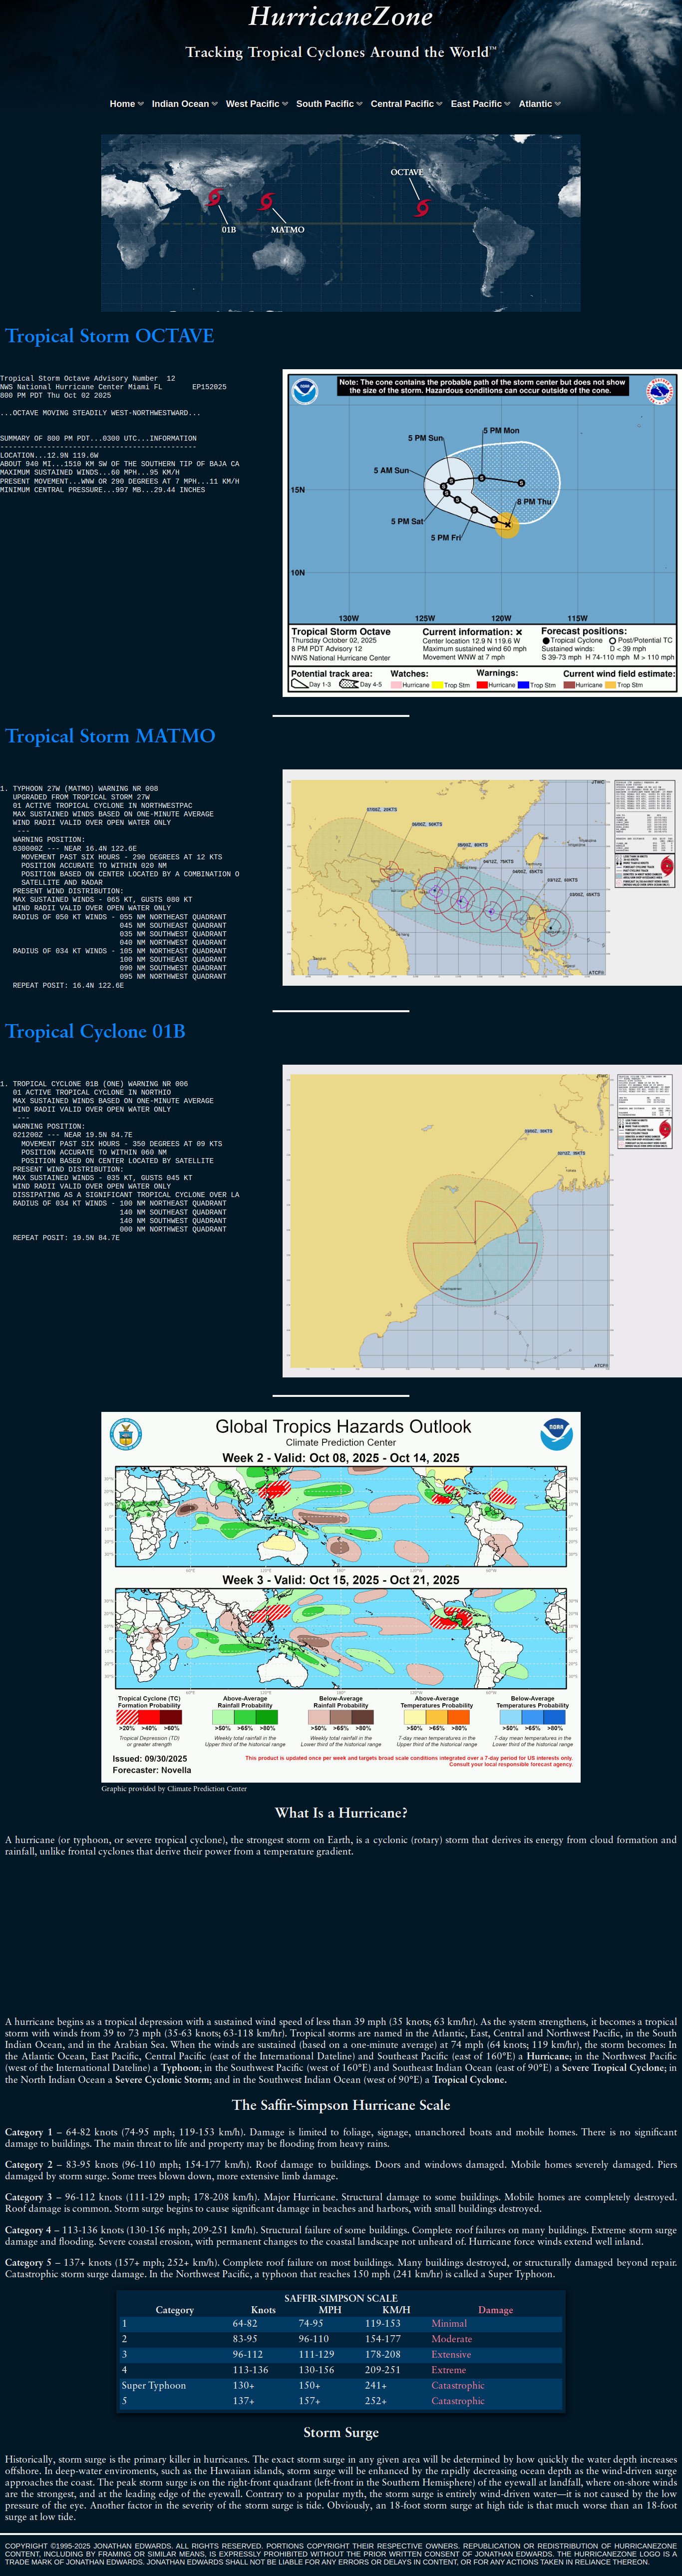 HurricaneZone
Tracking Tropical Cyclones Around the World™
Home Indian Ocean West Pacific South Pacific Central Pacific East Pacific Atlantic
OCTAVE
01B MATMO
Tropical Storm OCTAVE
Tropical Storm Octave Advisory Number 12
NWS National Hurricane Center Miami FL EP152025
800 PM PDT Thu Oct 02 2025
...OCTAVE MOVING STEADILY WEST-NORTHWESTWARD...
SUMMARY OF 800 PM PDT...0300 UTC...INFORMATION
----------------------------------------------
LOCATION...12.9N 119.6W
ABOUT 940 MI...1510 KM SW OF THE SOUTHERN TIP OF BAJA CA
MAXIMUM SUSTAINED WINDS...60 MPH...95 KM/H
PRESENT MOVEMENT...WNW OR 290 DEGREES AT 7 MPH...11 KM/H
MINIMUM CENTRAL PRESSURE...997 MB...29.44 INCHES
Note: The cone contains the probable path of the storm center but does not show
the size of the storm. Hazardous conditions can occur outside of the cone.
5 PM Mon
5 PM Sun
5 AM Sun
15N
8 PM Thu
5 PM Sat
5 PM Fri
10N
130W 125W 120W 115W
Tropical Storm Octave
Thursday October 02, 2025
8 PM PDT Advisory 12
NWS National Hurricane Center
Current information: x
Center location 12.9 N 119.6 W
Maximum sustained wind 60 mph
Movement WNW at 7 mph
Forecast positions:
Tropical Cyclone Post/Potential TC
Sustained winds: D < 39 mph
S 39-73 mph H 74-110 mph M > 110 mph
Potential track area:
Day 1-3 Day 4-5
Watches:
Hurricane Trop Stm
Warnings:
Hurricane Trop Stm
Current wind field estimate:
Hurricane Trop Stm
Tropical Storm MATMO
1. TYPHOON 27W (MATMO) WARNING NR 008
UPGRADED FROM TROPICAL STORM 27W
01 ACTIVE TROPICAL CYCLONE IN NORTHWESTPAC
MAX SUSTAINED WINDS BASED ON ONE-MINUTE AVERAGE
WIND RADII VALID OVER OPEN WATER ONLY
---
WARNING POSITION:
030000Z --- NEAR 16.4N 122.6E
MOVEMENT PAST SIX HOURS - 290 DEGREES AT 12 KTS
POSITION ACCURATE TO WITHIN 020 NM
POSITION BASED ON CENTER LOCATED BY A COMBINATION O
SATELLITE AND RADAR
PRESENT WIND DISTRIBUTION:
MAX SUSTAINED WINDS - 065 KT, GUSTS 080 KT
WIND RADII VALID OVER OPEN WATER ONLY
RADIUS OF 050 KT WINDS - 055 NM NORTHEAST QUADRANT
045 NM SOUTHEAST QUADRANT
035 NM SOUTHWEST QUADRANT
040 NM NORTHWEST QUADRANT
RADIUS OF 034 KT WINDS - 105 NM NORTHEAST QUADRANT
100 NM SOUTHEAST QUADRANT
090 NM SOUTHWEST QUADRANT
095 NM NORTHWEST QUADRANT
REPEAT POSIT: 16.4N 122.6E
JTWC
ATCF®
Tropical Cyclone 01B
1. TROPICAL CYCLONE 01B (ONE) WARNING NR 006
01 ACTIVE TROPICAL CYCLONE IN NORTHIO
MAX SUSTAINED WINDS BASED ON ONE-MINUTE AVERAGE
WIND RADII VALID OVER OPEN WATER ONLY
---
WARNING POSITION:
021200Z --- NEAR 19.5N 84.7E
MOVEMENT PAST SIX HOURS - 350 DEGREES AT 09 KTS
POSITION ACCURATE TO WITHIN 060 NM
POSITION BASED ON CENTER LOCATED BY SATELLITE
PRESENT WIND DISTRIBUTION:
MAX SUSTAINED WINDS - 035 KT, GUSTS 045 KT
WIND RADII VALID OVER OPEN WATER ONLY
DISSIPATING AS A SIGNIFICANT TROPICAL CYCLONE OVER LA
RADIUS OF 034 KT WINDS - 100 NM NORTHEAST QUADRANT
140 NM SOUTHEAST QUADRANT
140 NM SOUTHWEST QUADRANT
000 NM NORTHWEST QUADRANT
REPEAT POSIT: 19.5N 84.7E
JTWC
ATCF®
Global Tropics Hazards Outlook
Climate Prediction Center
Week 2 - Valid: Oct 08, 2025 - Oct 14, 2025
Week 3 - Valid: Oct 15, 2025 - Oct 21, 2025
Tropical Cyclone (TC)
Formation Probability
>20% >40% >60%
Tropical Depression (TD)
or greater strength
Above-Average
Rainfall Probability
>50% >65% >80%
Weekly total rainfall in the
Upper third of the historical range
Below-Average
Rainfall Probability
>50% >65% >80%
Weekly total rainfall in the
Lower third of the historical range
Above-Average
Temperatures Probability
>50% >65% >80%
7-day mean temperatures in the
Upper third of the historical range
Below-Average
Temperatures Probability
>50% >65% >80%
7-day mean temperatures in the
Lower third of the historical range
Issued: 09/30/2025
Forecaster: Novella
This product is updated once per week and targets broad scale conditions integrated over a 7-day period for US interests only.
Consult your local responsible forecast agency.
Graphic provided by Climate Prediction Center
What Is a Hurricane?
A hurricane (or typhoon, or severe tropical cyclone), the strongest storm on Earth, is a cyclonic (rotary) storm that derives its energy from cloud formation and
rainfall, unlike frontal cyclones that derive their power from a temperature gradient.
A hurricane begins as a tropical depression with a sustained wind speed of less than 39 mph (35 knots; 63 km/hr). As the system strengthens, it becomes a tropical
storm with winds from 39 to 73 mph (35-63 knots; 63-118 km/hr). Tropical storms are named in the Atlantic, East, Central and Northwest Pacific, in the South
Indian Ocean, and in the Arabian Sea. When the winds are sustained (based on a one-minute average) at 74 mph (64 knots; 119 km/hr), the storm becomes: In
the Atlantic Ocean, East Pacific, Central Pacific (east of the International Dateline) and Southeast Pacific (east of 160°E) a Hurricane; in the Northwest Pacific
(west of the International Dateline) a Typhoon; in the Southwest Pacific (west of 160°E) and Southeast Indian Ocean (east of 90°E) a Severe Tropical Cyclone; in
the North Indian Ocean a Severe Cyclonic Storm; and in the Southwest Indian Ocean (west of 90°E) a Tropical Cyclone.
The Saffir-Simpson Hurricane Scale
Category 1 – 64-82 knots (74-95 mph; 119-153 km/h). Damage is limited to foliage, signage, unanchored boats and mobile homes. There is no significant
damage to buildings. The main threat to life and property may be flooding from heavy rains.
Category 2 – 83-95 knots (96-110 mph; 154-177 km/h). Roof damage to buildings. Doors and windows damaged. Mobile homes severely damaged. Piers
damaged by storm surge. Some trees blown down, more extensive limb damage.
Category 3 – 96-112 knots (111-129 mph; 178-208 km/h). Major Hurricane. Structural damage to some buildings. Mobile homes are completely destroyed.
Roof damage is common. Storm surge begins to cause significant damage in beaches and harbors, with small buildings destroyed.
Category 4 – 113-136 knots (130-156 mph; 209-251 km/h). Structural failure of some buildings. Complete roof failures on many buildings. Extreme storm surge
damage and flooding. Severe coastal erosion, with permanent changes to the coastal landscape not unheard of. Hurricane force winds extend well inland.
Category 5 – 137+ knots (157+ mph; 252+ km/h). Complete roof failure on most buildings. Many buildings destroyed, or structurally damaged beyond repair.
Catastrophic storm surge damage. In the Northwest Pacific, a typhoon that reaches 150 mph (241 km/hr) is called a Super Typhoon.
SAFFIR-SIMPSON SCALE
Category Knots MPH KM/H Damage
1 64-82 74-95 119-153 Minimal
2 83-95 96-110 154-177 Moderate
3 96-112 111-129 178-208 Extensive
4 113-136 130-156 209-251 Extreme
Super Typhoon 130+ 150+ 241+ Catastrophic
5 137+ 157+ 252+ Catastrophic
Storm Surge
Historically, storm surge is the primary killer in hurricanes. The exact storm surge in any given area will be determined by how quickly the water depth increases
offshore. In deep-water enviroments, such as the Hawaiian islands, storm surge will be enhanced by the rapidly decreasing ocean depth as the wind-driven surge
approaches the coast. The peak storm surge is on the right-front quadrant (left-front in the Southern Hemisphere) of the eyewall at landfall, where on-shore winds
are the strongest, and at the leading edge of the eyewall. Contrary to a popular myth, the storm surge is entirely wind-driven water—it is not caused by the low
pressure of the eye. Another factor in the severity of the storm surge is tide. Obviously, an 18-foot storm surge at high tide is that much worse than an 18-foot
surge at low tide.
COPYRIGHT ©1995-2025 JONATHAN EDWARDS. ALL RIGHTS RESERVED. PORTIONS COPYRIGHT THEIR RESPECTIVE OWNERS. REPUBLICATION OR REDISTRIBUTION OF HURRICANEZONE
CONTENT, INCLUDING BY FRAMING OR SIMILAR MEANS, IS EXPRESSLY PROHIBITED WITHOUT THE PRIOR WRITTEN CONSENT OF JONATHAN EDWARDS. THE HURRICANEZONE LOGO IS A
TRADE MARK OF JONATHAN EDWARDS. JONATHAN EDWARDS SHALL NOT BE LIABLE FOR ANY ERRORS OR DELAYS IN CONTENT, OR FOR ANY ACTIONS TAKEN IN RELIANCE THEREON.